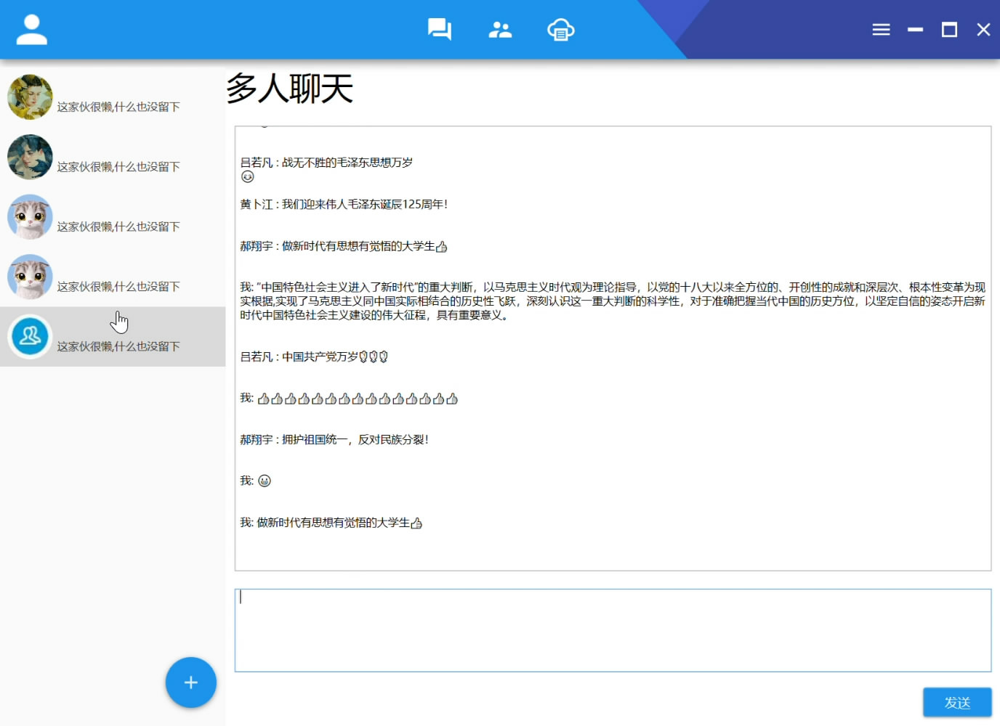 这家伙很懒,什么也没留下
这家伙很懒,什么也没留下
这家伙很懒,什么也没留下
这家伙很懒,什么也没留下
这家伙很懒,什么也没留下
多人聊天
吕若凡 : 战无不胜的毛泽东思想万岁
😄
黄卜江 : 我们迎来伟人毛泽东诞辰125周年!
郝翔宇 : 做新时代有思想有觉悟的大学生👍
我: “中国特色社会主义进入了新时代”的重大判断，以马克思主义时代观为理论指导，以党的十八大以来全方位的、开创性的成就和深层次、根本性变革为现
实根据,实现了马克思主义同中国实际相结合的历史性飞跃，深刻认识这一重大判断的科学性，对于准确把握当代中国的历史方位，以坚定自信的姿态开启新
时代中国特色社会主义建设的伟大征程，具有重要意义。
吕若凡 : 中国共产党万岁
我: 👍👍👍👍👍👍👍👍👍👍👍👍👍👍👍
郝翔宇 : 拥护祖国统一，反对民族分裂!
我: 😀
我: 做新时代有思想有觉悟的大学生👍
发送